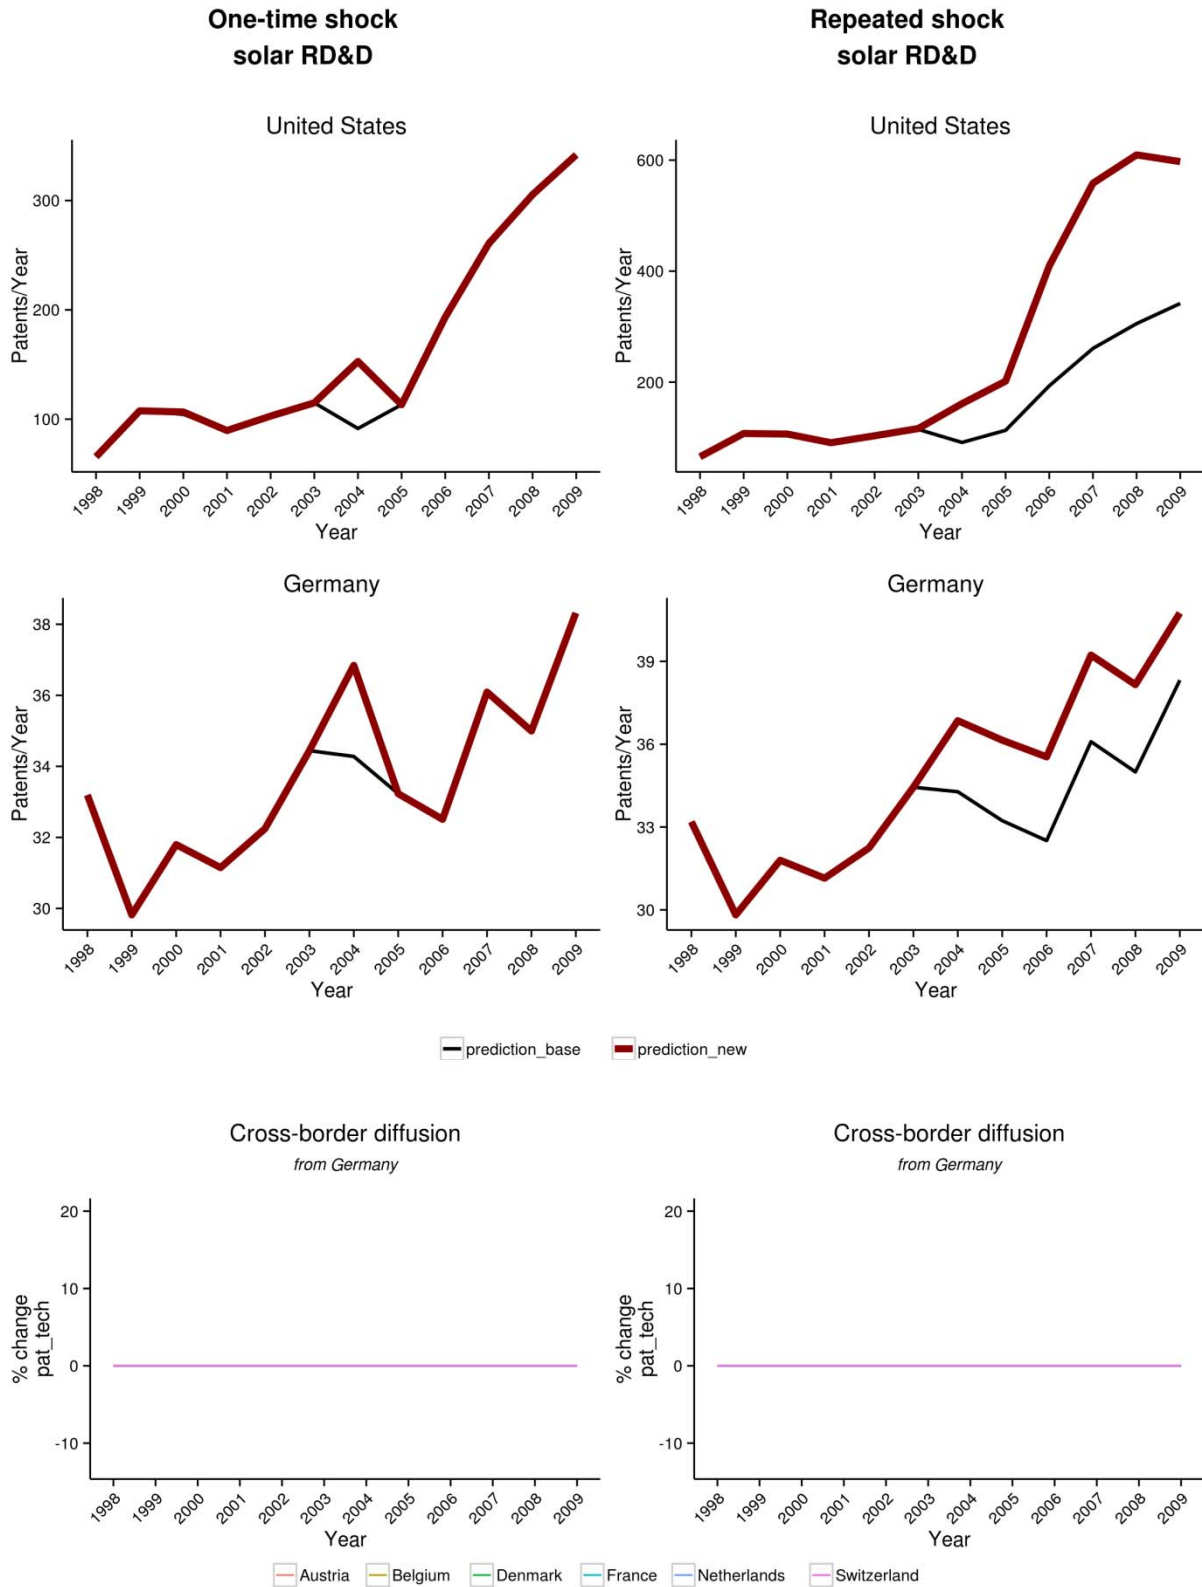 One-time shock
solar RD&D
Repeated shock
solar RD&D
United States
Patents/Year
300
200
100
1998 1999 2000 2001 2002 2003 2004 2005 2006 2007 2008 2009
Year
United States
Patents/Year
600
400
200
1998 1999 2000 2001 2002 2003 2004 2005 2006 2007 2008 2009
Year
Germany
Patents/Year
38
36
34
32
30
1998 1999 2000 2001 2002 2003 2004 2005 2006 2007 2008 2009
Year
Germany
Patents/Year
39
36
33
30
1998 1999 2000 2001 2002 2003 2004 2005 2006 2007 2008 2009
Year
prediction_base prediction_new
Cross-border diffusion
from Germany
% change
pat_tech
20
10
0
-10
1998 1999 2000 2001 2002 2003 2004 2005 2006 2007 2008 2009
Year
Cross-border diffusion
from Germany
% change
pat_tech
20
10
0
-10
1998 1999 2000 2001 2002 2003 2004 2005 2006 2007 2008 2009
Year
Austria Belgium Denmark France Netherlands Switzerland